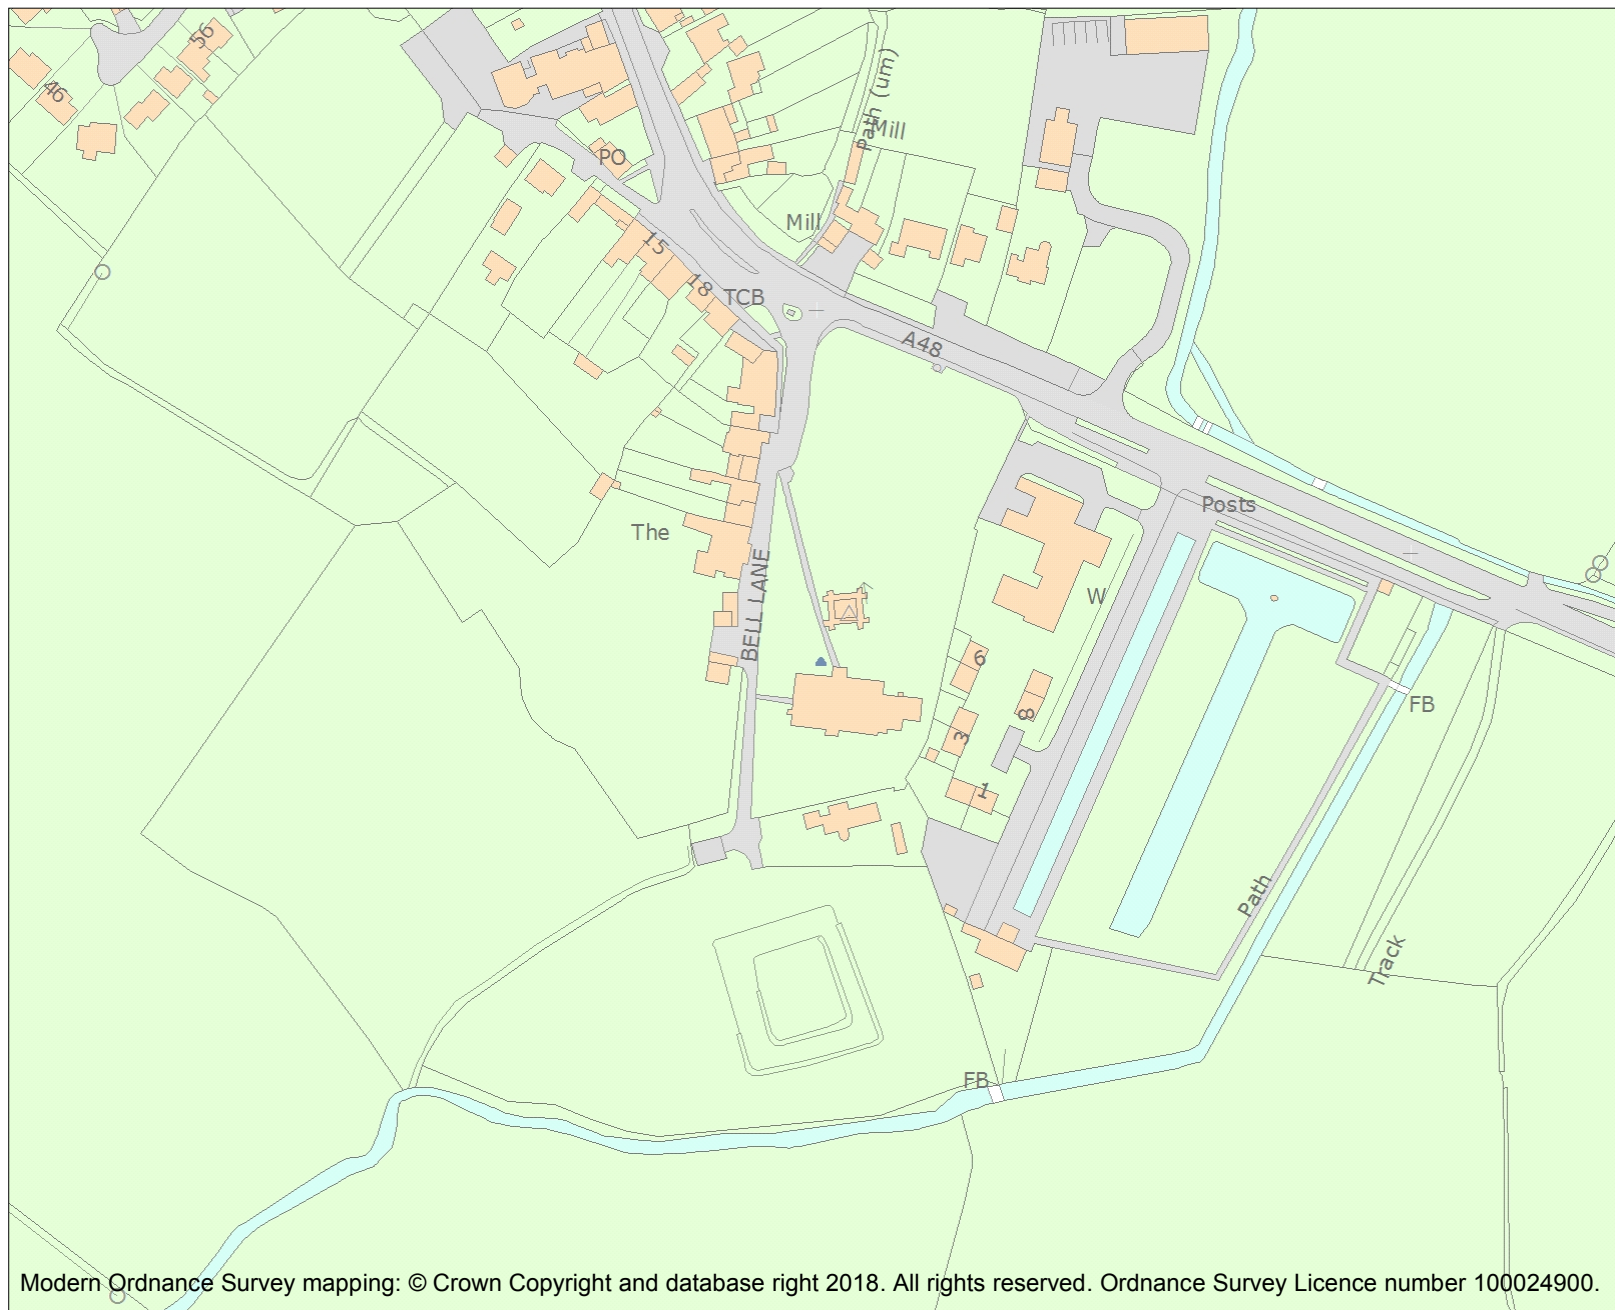 56
46
Path (um)
Mill
PO
Mill
15
18
TCB
A48
Posts
The
BELL LANE
W
6
FB
8
3
1
Path
Track
FB
Modern Ordnance Survey mapping: © Crown Copyright and database right 2018. All rights reserved. Ordnance Survey Licence number 100024900.